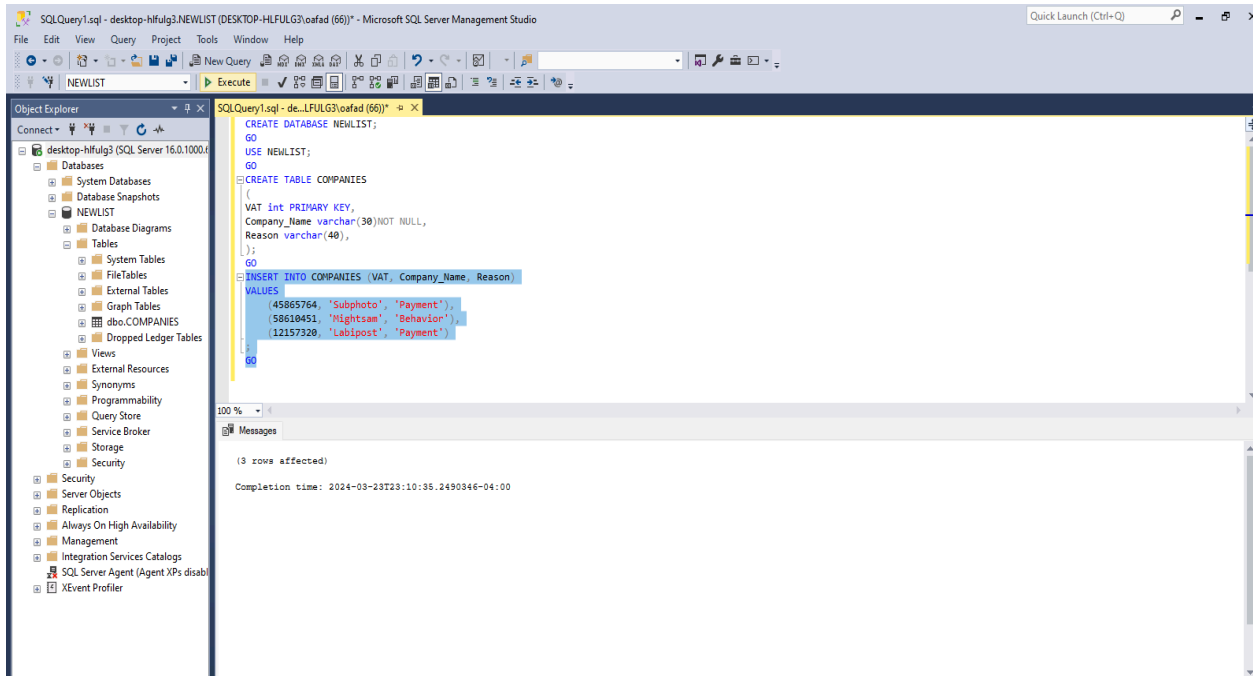 SQLQuery1.sql - desktop-hlfulg3.NEWLIST (DESKTOP-HLFULG3\oafad (66))* - Microsoft SQL Server Management Studio
Quick Launch (Ctrl+Q)
File Edit View Query Project Tools Window Help
New Query
NEWLIST
Execute
Object Explorer
Connect
desktop-hlfulg3 (SQL Server 16.0.1000.6
Databases
System Databases
Database Snapshots
NEWLIST
Database Diagrams
Tables
System Tables
FileTables
External Tables
Graph Tables
dbo.COMPANIES
Dropped Ledger Tables
Views
External Resources
Synonyms
Programmability
Query Store
Service Broker
Storage
Security
Security
Server Objects
Replication
Always On High Availability
Management
Integration Services Catalogs
SQL Server Agent (Agent XPs disabl
XEvent Profiler
SQLQuery1.sql - de...LFULG3\oafad (66))*
CREATE DATABASE NEWLIST;
GO
USE NEWLIST;
GO
CREATE TABLE COMPANIES
(
VAT int PRIMARY KEY,
Company_Name varchar(30)NOT NULL,
Reason varchar(40),
);
GO
INSERT INTO COMPANIES (VAT, Company_Name, Reason)
VALUES
(45865764, 'Subphoto', 'Payment'),
(58610451, 'Mightsam', 'Behavior'),
(12157320, 'Labipost', 'Payment')
;
GO
100 %
Messages
(3 rows affected)
Completion time: 2024-03-23T23:10:35.2490346-04:00